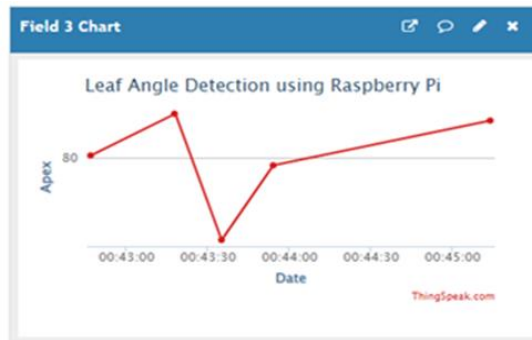 Field 3 Chart
Leaf Angle Detection using Raspberry Pi
Apex
80
00:43:00 00:43:30 00:44:00 00:44:30 00:45:00
Date
ThingSpeak.com